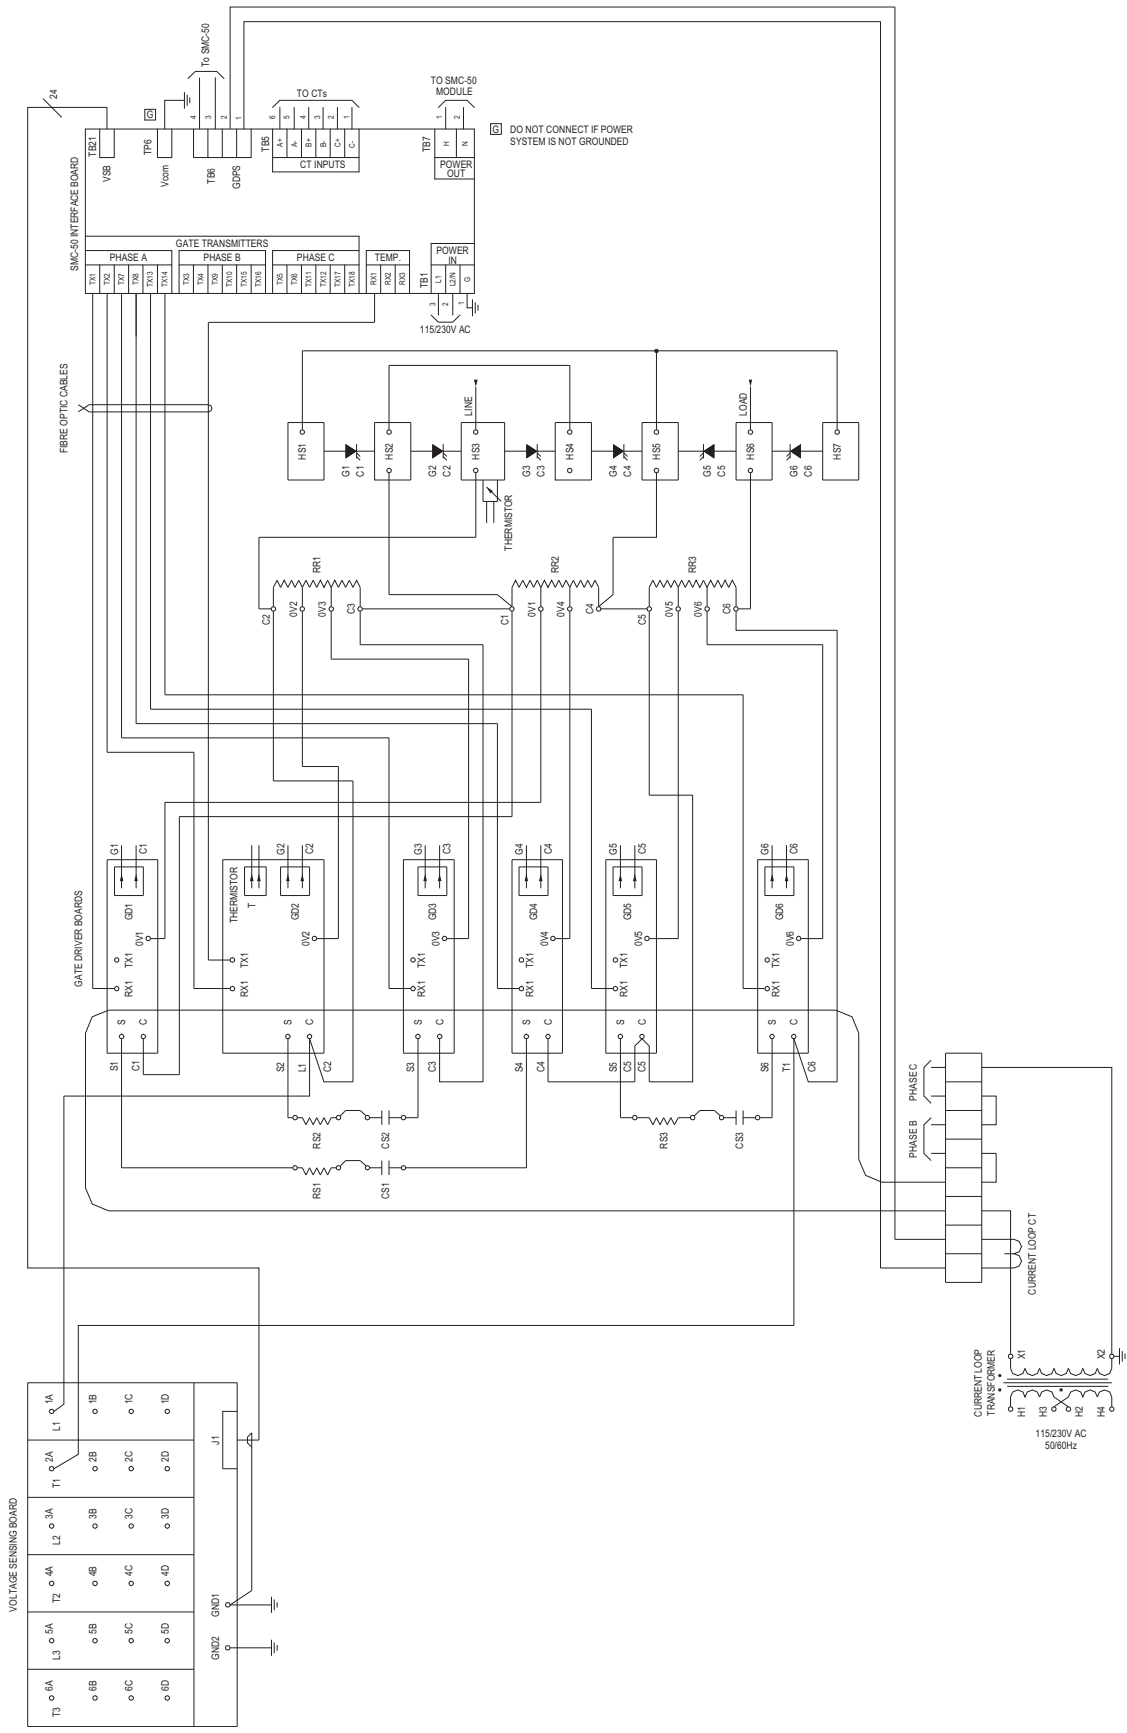 To SMC-50
24
G
4
3
2
1
TO CTs
6
5
4
3
2
1
TO SMC-50
MODULE
1
2
G DO NOT CONNECT IF POWER
SYSTEM IS NOT GROUNDED
SMC-50 INTERFACE BOARD
TB21
VSB
TP6
Vcom
TB6
GDPS
TB5
A+
A-
B+
B-
C+
C-
CT INPUTS
TB7
H
N
POWER
OUT
GATE TRANSMITTERS
PHASE A
PHASE B
PHASE C
TEMP.
POWER
IN
TX1
TX2
TX7
TX8
TX13
TX14
TX3
TX4
TX9
TX10
TX15
TX16
TX5
TX6
TX11
TX12
TX17
TX18
RX1
RX2
RX3
TB1
L1
L2/N
G
3
2
1
115/230V AC
FIBRE OPTIC CABLES
LINE
LOAD
HS1
HS2
HS3
HS4
HS5
HS6
HS7
G1
C1
G2
C2
G3
C3
G4
C4
G5
C5
G6
C6
THERMISTOR
RR1
RR2
RR3
C2
0V2
0V3
C3
C1
0V1
0V4
C4
C5
0V5
0V6
C6
GATE DRIVER BOARDS
G1
C1
GD1
0V1
TX1
RX1
S
C
S1
C1
THERMISTOR
T
G2
C2
GD2
0V2
TX1
RX1
S
C
S2
L1
C2
G3
C3
GD3
0V3
RX1
S
C
S3
C3
G4
C4
GD4
0V4
TX1
RX1
S
C
S4
C4
G5
C5
GD5
0V5
TX1
RX1
S
C
S5
C5
C5
G6
C6
GD6
0V6
RX1
S
C
S6
T1
C6
RS2
CS2
RS1
CS1
RS3
CS3
PHASE C
PHASE B
CURRENT LOOP CT
CURRENT LOOP
TRANSFORMER
X1
X2
H1
H3
H2
H4
115/230V AC
50/60Hz
VOLTAGE SENSING BOARD
L1
1A
1B
1C
1D
T1
2A
2B
2C
2D
L2
3A
3B
3C
3D
T2
4A
4B
4C
4D
L3
5A
5B
5C
5D
T3
6A
6B
6C
6D
J1
GND1
GND2